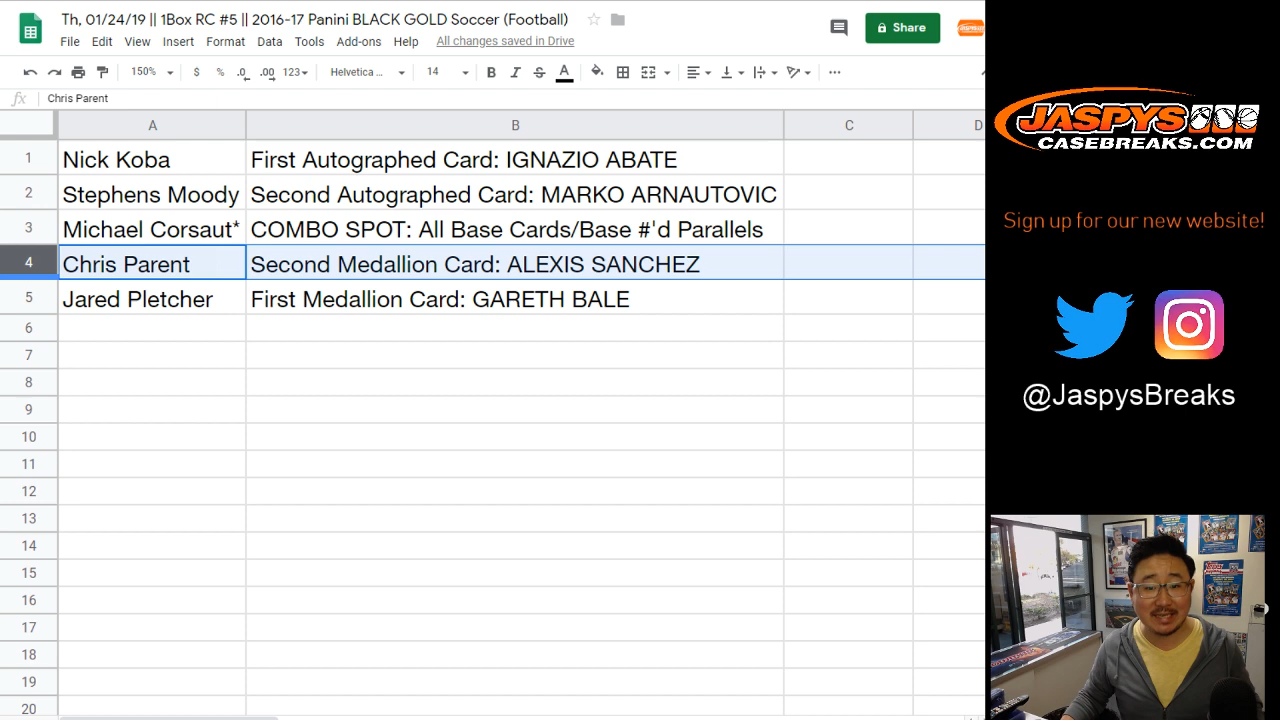 Th, 01/24/19 || 1Box RC #5 || 2016-17 Panini BLACK GOLD Soccer (Football)
File Edit View Insert Format Data Tools Add-ons Help All changes saved in Drive
Share
150% $ % .0 .00 123 Helvetica ... 14 B I S A
fx Chris Parent
A B C D
1 Nick Koba First Autographed Card: IGNAZIO ABATE
2 Stephens Moody Second Autographed Card: MARKO ARNAUTOVIC
3 Michael Corsaut* COMBO SPOT: All Base Cards/Base #'d Parallels
4 Chris Parent Second Medallion Card: ALEXIS SANCHEZ
5 Jared Pletcher First Medallion Card: GARETH BALE
6
7
8
9
10
11
12
13
14
15
16
17
18
19
20
JASPYS
CASEBREAKS.COM
Sign up for our new website!
@JaspysBreaks